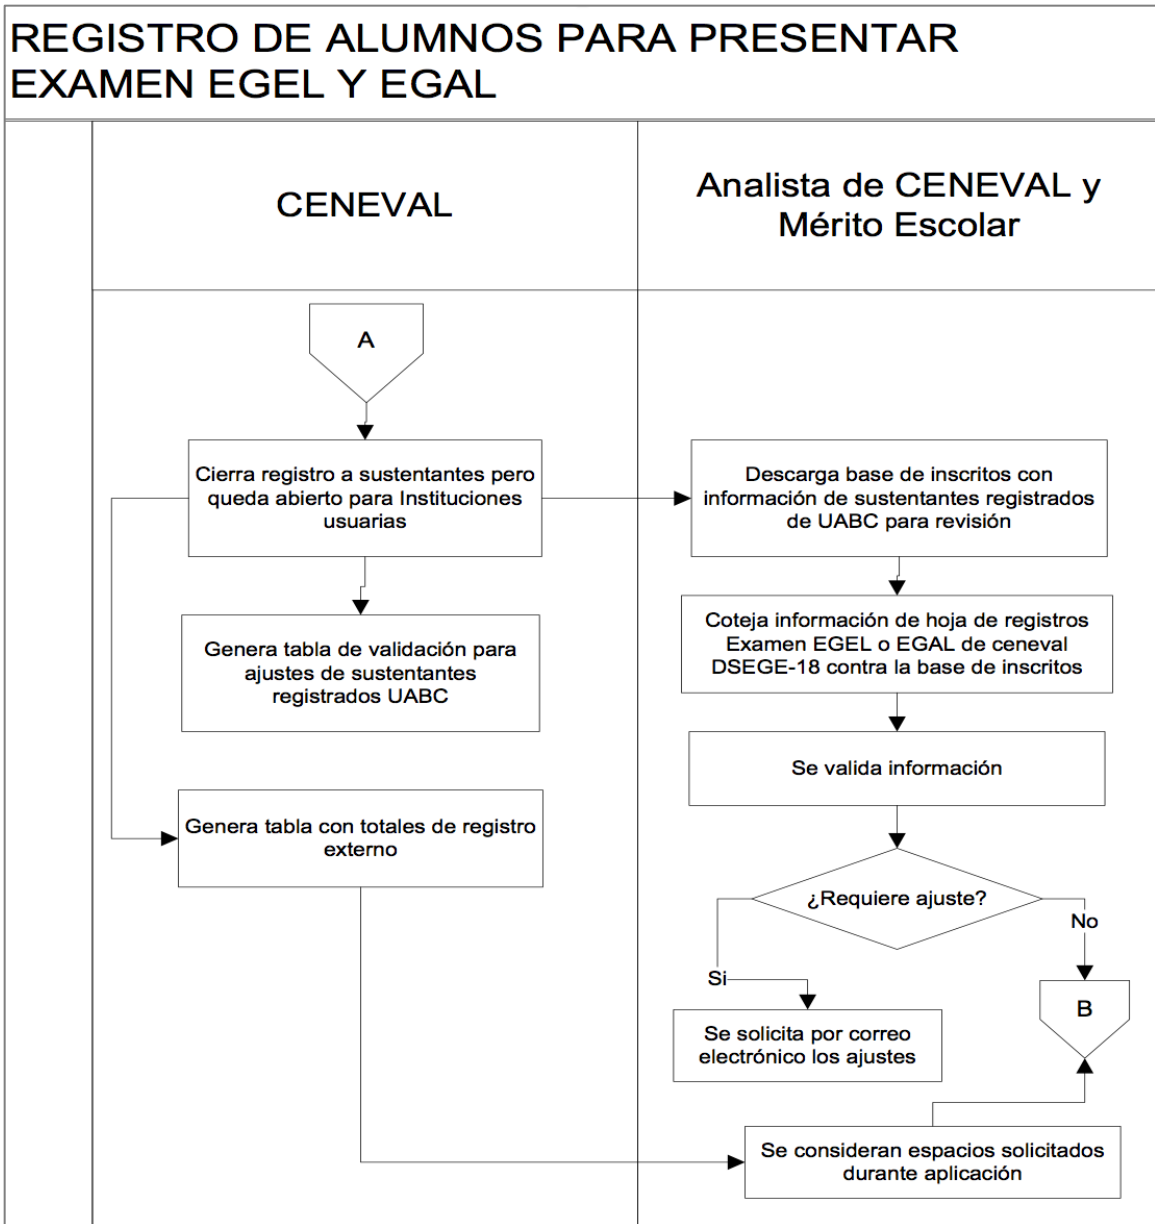 REGISTRO DE ALUMNOS PARA PRESENTAR
EXAMEN EGEL Y EGAL
CENEVAL
Analista de CENEVAL y
Mérito Escolar
A
Cierra registro a sustentantes pero
queda abierto para Instituciones
usuarias
Descarga base de inscritos con
información de sustentantes registrados
de UABC para revisión
Genera tabla de validación para
ajustes de sustentantes
registrados UABC
Coteja información de hoja de registros
Examen EGEL o EGAL de ceneval
DSEGE-18 contra la base de inscritos
Se valida información
Genera tabla con totales de registro
externo
¿Requiere ajuste?
No
Si
B
Se solicita por correo
electrónico los ajustes
Se consideran espacios solicitados
durante aplicación